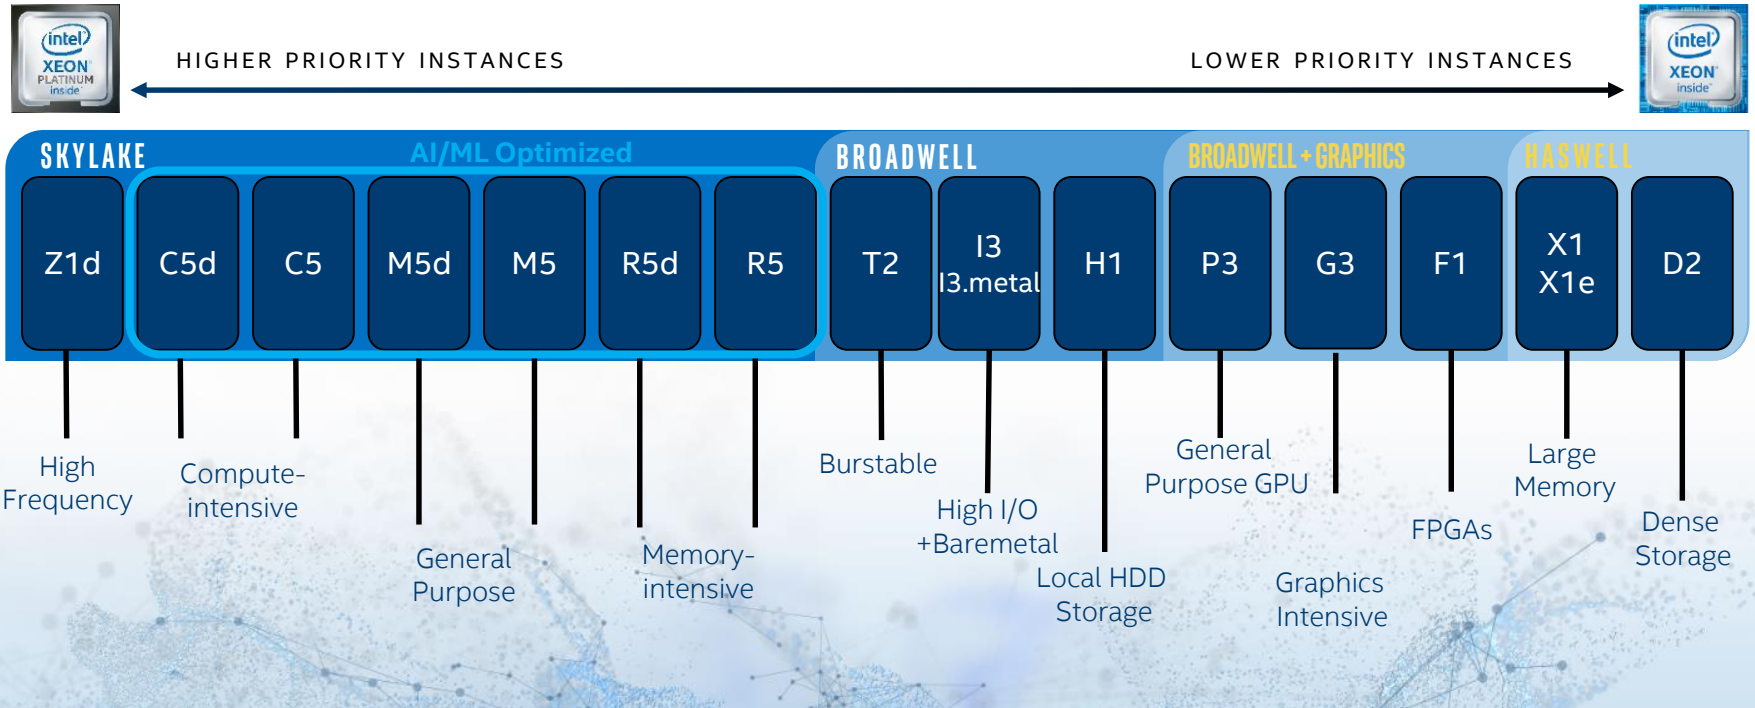 intel
XEON
PLATINUM
inside
HIGHER PRIORITY INSTANCES
LOWER PRIORITY INSTANCES
intel
XEON
inside
SKYLAKE
AI/ML Optimized
BROADWELL
BROADWELL + GRAPHICS
HASWELL
Z1d
C5d
C5
M5d
M5
R5d
R5
T2
I3
I3.metal
H1
P3
G3
F1
X1
X1e
D2
High
Frequency
Compute-
intensive
General
Purpose
Memory-
intensive
Burstable
High I/O
+Baremetal
Local HDD
Storage
General
Purpose GPU
Graphics
Intensive
FPGAs
Large
Memory
Dense
Storage